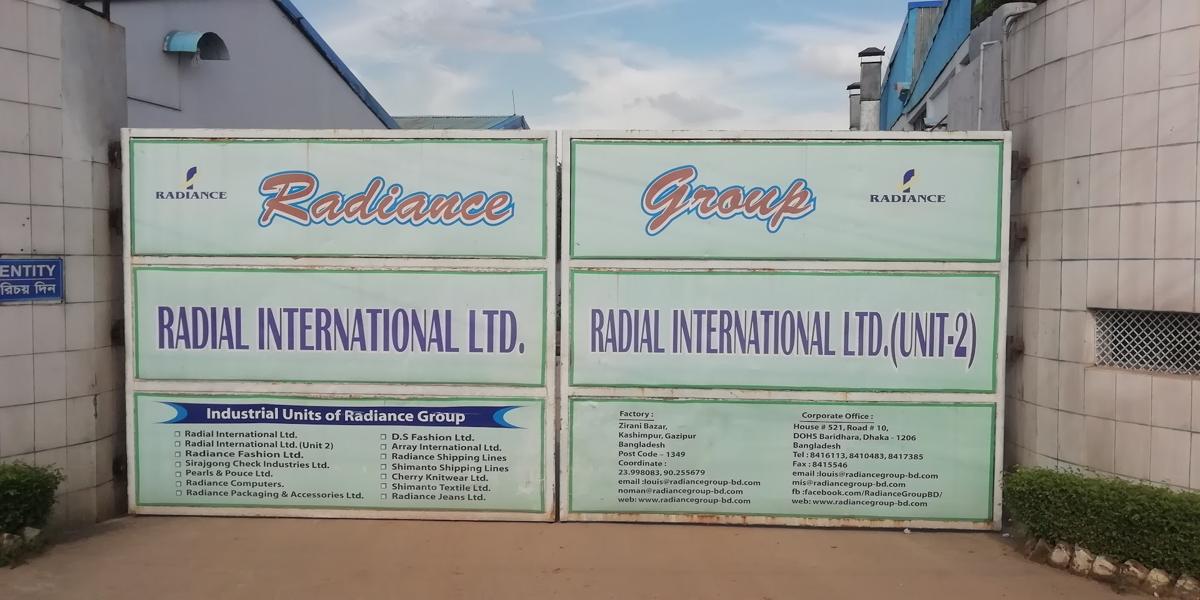 ENTITY
রিচয় দিন
RADIANCE
Radiance
Group
RADIANCE
RADIAL INTERNATIONAL LTD.
RADIAL INTERNATIONAL LTD.(UNIT-2)
Industrial Units of Radiance Group
Radial International Ltd.
Radial International Ltd. (Unit 2)
Radiance Fashion Ltd.
Sirajgong Check Industries Ltd.
Pearls & Pouce Ltd.
Radiance Computers.
Radiance Packaging & Accessories Ltd.
D.S Fashion Ltd.
Array International Ltd.
Radiance Shipping Lines
Shimanto Shipping Lines
Cherry Knitwear Ltd.
Shimanto Textile Ltd.
Radiance Jeans Ltd.
Factory :
Zirani Bazar,
Kashimpur, Gazipur
Bangladesh
Post Code – 1349
Coordinate :
23.998083, 90.255679
email :louis@radiancegroup-bd.com
noman@radiancegroup-bd.com
web: www.radiancegroup-bd.com
Corporate Office :
House # 521, Road # 10,
DOHS Baridhara, Dhaka - 1206
Bangladesh
Tel : 8416113, 8410483, 8417385
Fax : 8415546
email :louis@radiancegroup-bd.com
mis@radiancegroup-bd.com
fb :facebook.com/RadianceGroupBD/
web: www.radiancegroup-bd.com